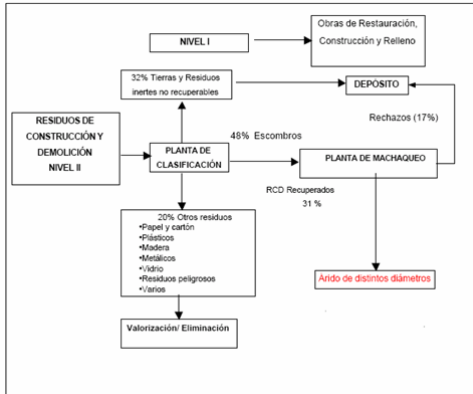 NIVEL I
Obras de Restauración,
Construcción y Relleno
32% Tierras y Residuos
inertes no recuperables
DEPÓSITO
Rechazos (17%)
RESIDUOS DE
CONSTRUCCIÓN Y
DEMOLICIÓN
NIVEL II
PLANTA DE
CLASIFICACIÓN
48% Escombros
PLANTA DE MACHAQUEO
RCD Recuperados
31 %
20% Otros residuos
•Papel y cartón
•Plásticos
•Madera
•Metálicos
•Vidrio
•Residuos peligrosos
•Varios
Arido de distintos diámetros
Valorización/ Eliminación